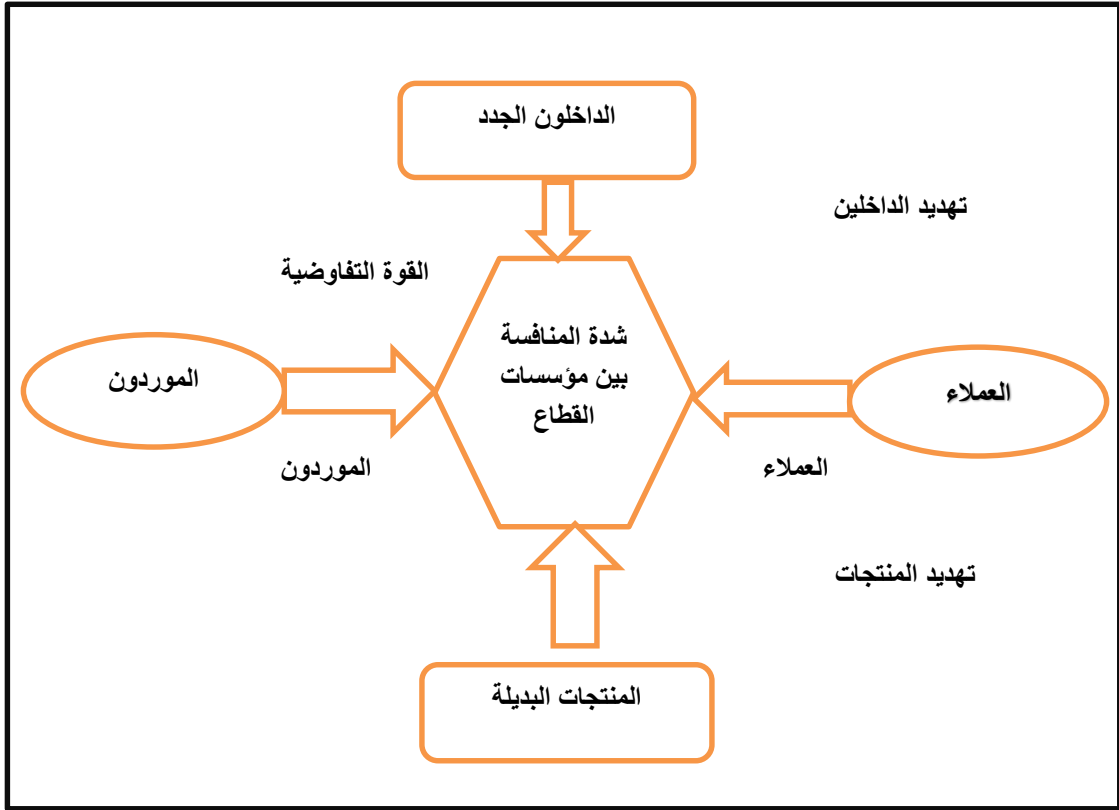 الداخلون الجدد
تهديد الداخلين
القوة التفاوضية
شدة المنافسة
بين مؤسسات
القطاع
الموردون
العملاء
الموردون
العملاء
تهديد المنتجات
المنتجات البديلة